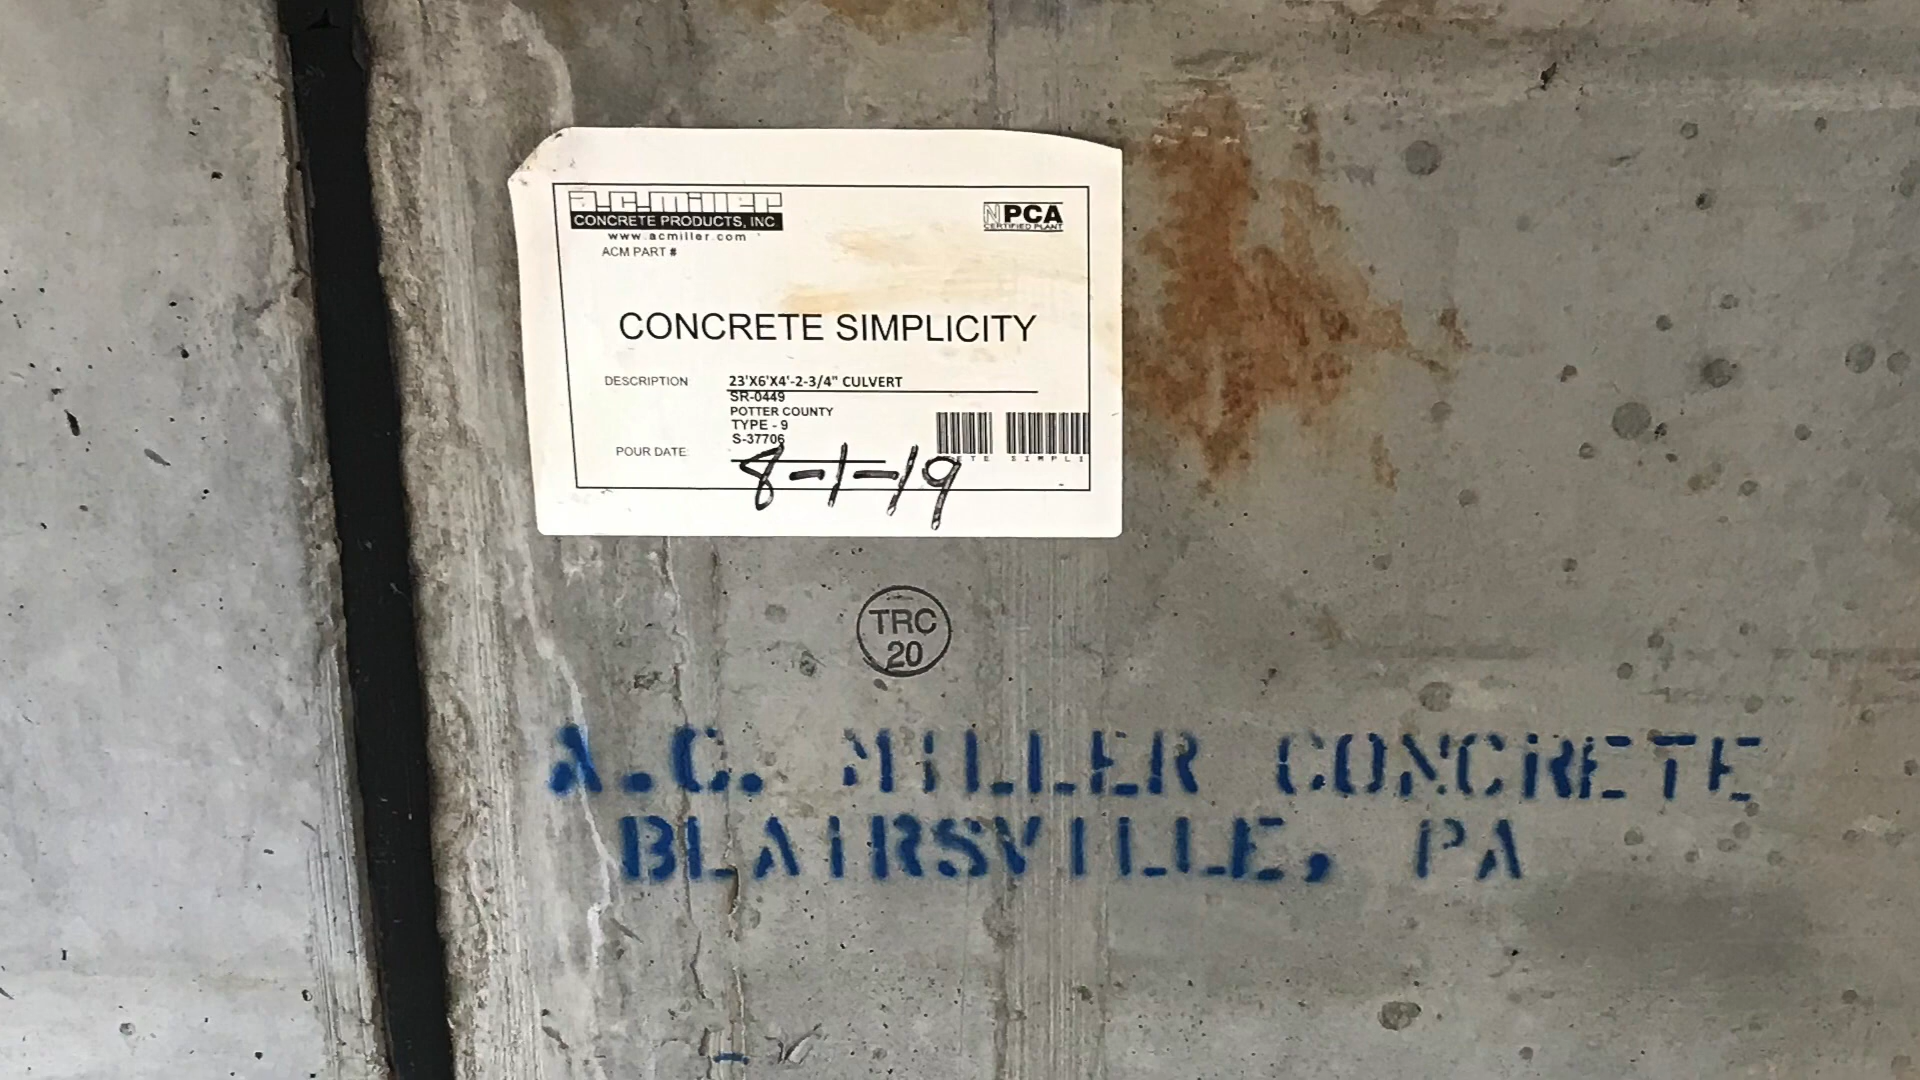 a.c.miller
CONCRETE PRODUCTS, INC
www.acmiller.com
NPCA
CERTIFIED PLANT
ACM PART #
CONCRETE SIMPLICITY
DESCRIPTION 23'X6'X4'-2-3/4" CULVERT
SR-0449
POTTER COUNTY
TYPE - 9
S-37706
POUR DATE: 8-1-19
ETE SIMPLI
TRC
20
A.C. MILLER CONCRETE
BLAIRSVILLE, PA